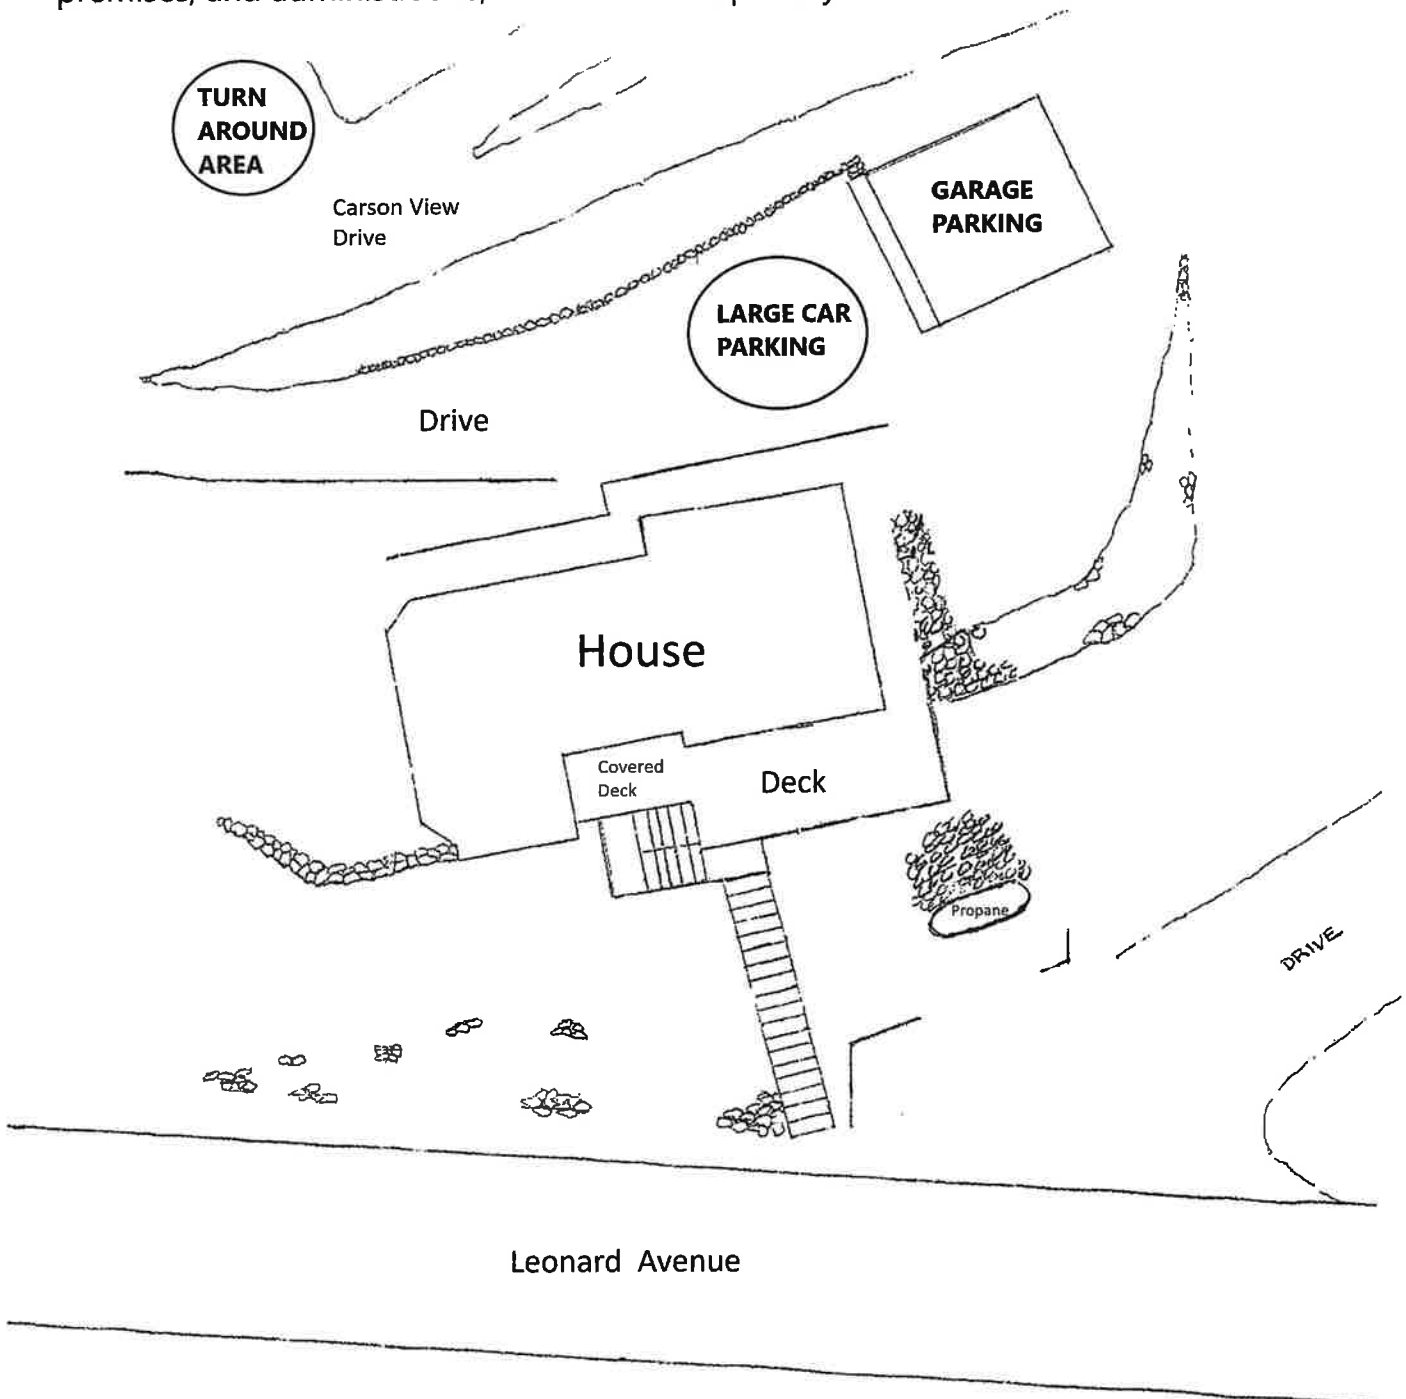 TURN
AROUND
AREA
Carson View
Drive
GARAGE
PARKING
LARGE CAR
PARKING
Drive
House
Covered
Deck
Deck
Propane
DRIVE
Leonard Avenue